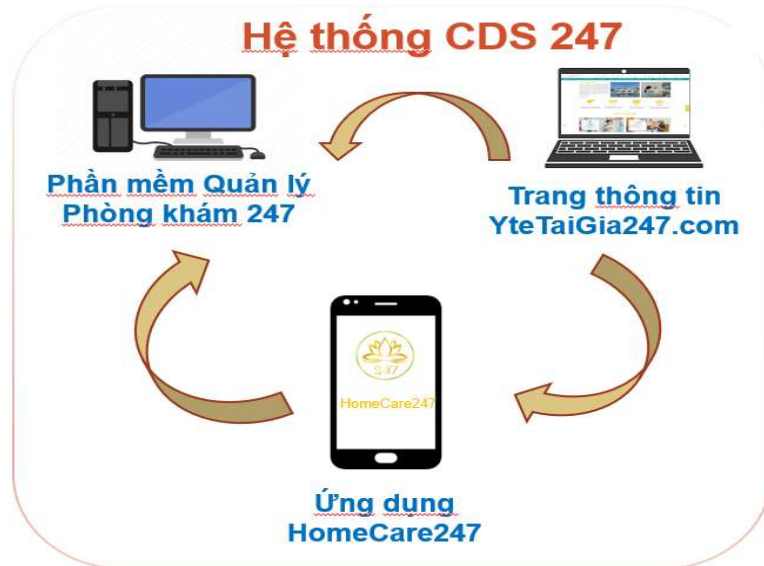 Hệ thống CDS 247
Phần mềm Quản lý
Phòng khám 247
Trang thông tin
YteTaiGia247.com
247
HomeCare247
Ứng dụng
HomeCare247